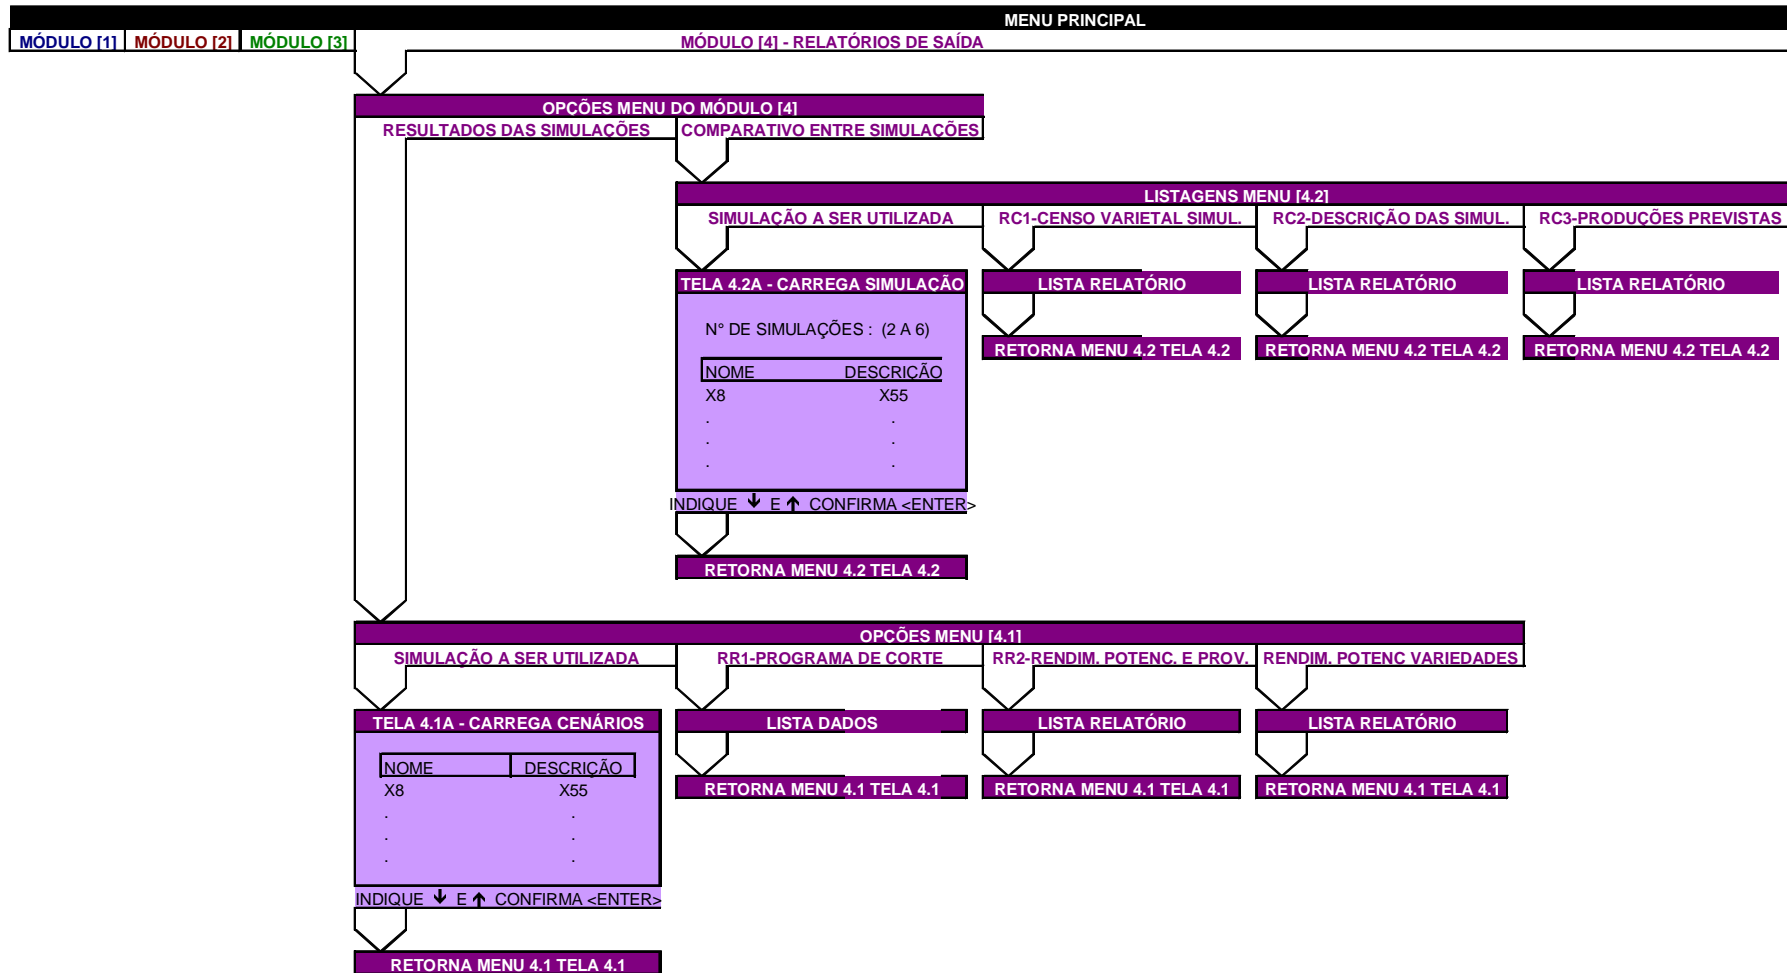 MENU PRINCIPAL
MÓDULO [1] MÓDULO [2] MÓDULO [3] MÓDULO [4] - RELATÓRIOS DE SAÍDA
OPÇÕES MENU DO MÓDULO [4]
RESULTADOS DAS SIMULAÇÕES COMPARATIVO ENTRE SIMULAÇÕES
LISTAGENS MENU [4.2]
SIMULAÇÃO A SER UTILIZADA RC1-CENSO VARIETAL SIMUL. RC2-DESCRIÇÃO DAS SIMUL. RC3-PRODUÇÕES PREVISTAS
TELA 4.2A - CARREGA SIMULAÇÃO LISTA RELATÓRIO LISTA RELATÓRIO LISTA RELATÓRIO
N° DE SIMULAÇÕES : (2 A 6)
RETORNA MENU 4.2 TELA 4.2 RETORNA MENU 4.2 TELA 4.2 RETORNA MENU 4.2 TELA 4.2
NOME DESCRIÇÃO
X8 X55
. .
. .
. .
INDIQUE ↓ E ↑ CONFIRMA <ENTER>
RETORNA MENU 4.2 TELA 4.2
OPÇÕES MENU [4.1]
SIMULAÇÃO A SER UTILIZADA RR1-PROGRAMA DE CORTE RR2-RENDIM. POTENC. E PROV. RENDIM. POTENC VARIEDADES
TELA 4.1A - CARREGA CENÁRIOS LISTA DADOS LISTA RELATÓRIO LISTA RELATÓRIO
NOME DESCRIÇÃO
X8 X55 RETORNA MENU 4.1 TELA 4.1 RETORNA MENU 4.1 TELA 4.1 RETORNA MENU 4.1 TELA 4.1
. .
. .
. .
INDIQUE ↓ E ↑ CONFIRMA <ENTER>
RETORNA MENU 4.1 TELA 4.1